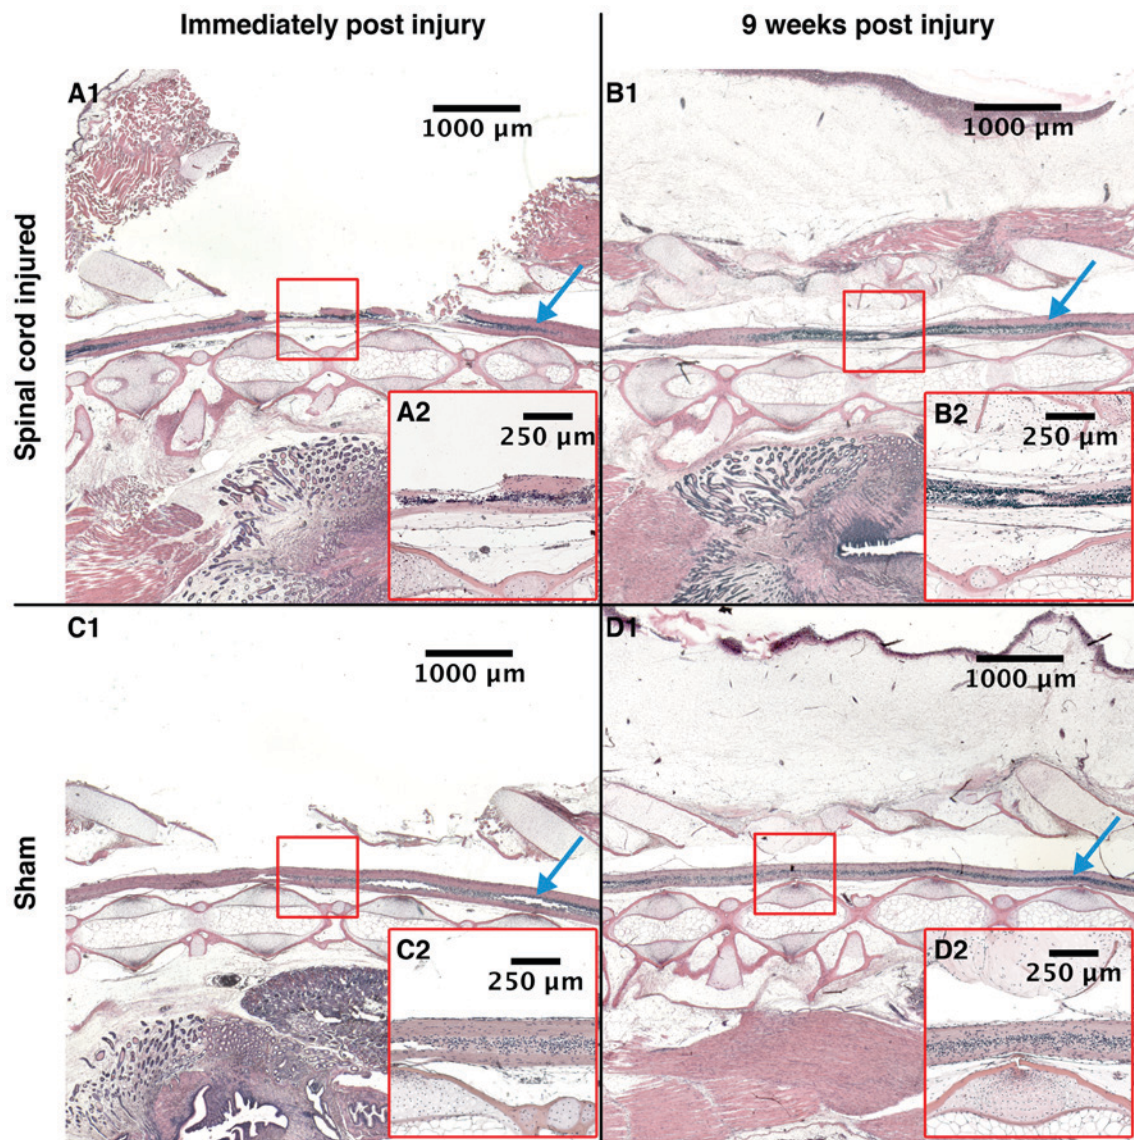 Immediately post injury
9 weeks post injury
Spinal cord injured
A1
1000 µm
B1
1000 µm
A2
250 µm
B2
250 µm
Sham
C1
1000 µm
D1
1000 µm
C2
250 µm
D2
250 µm